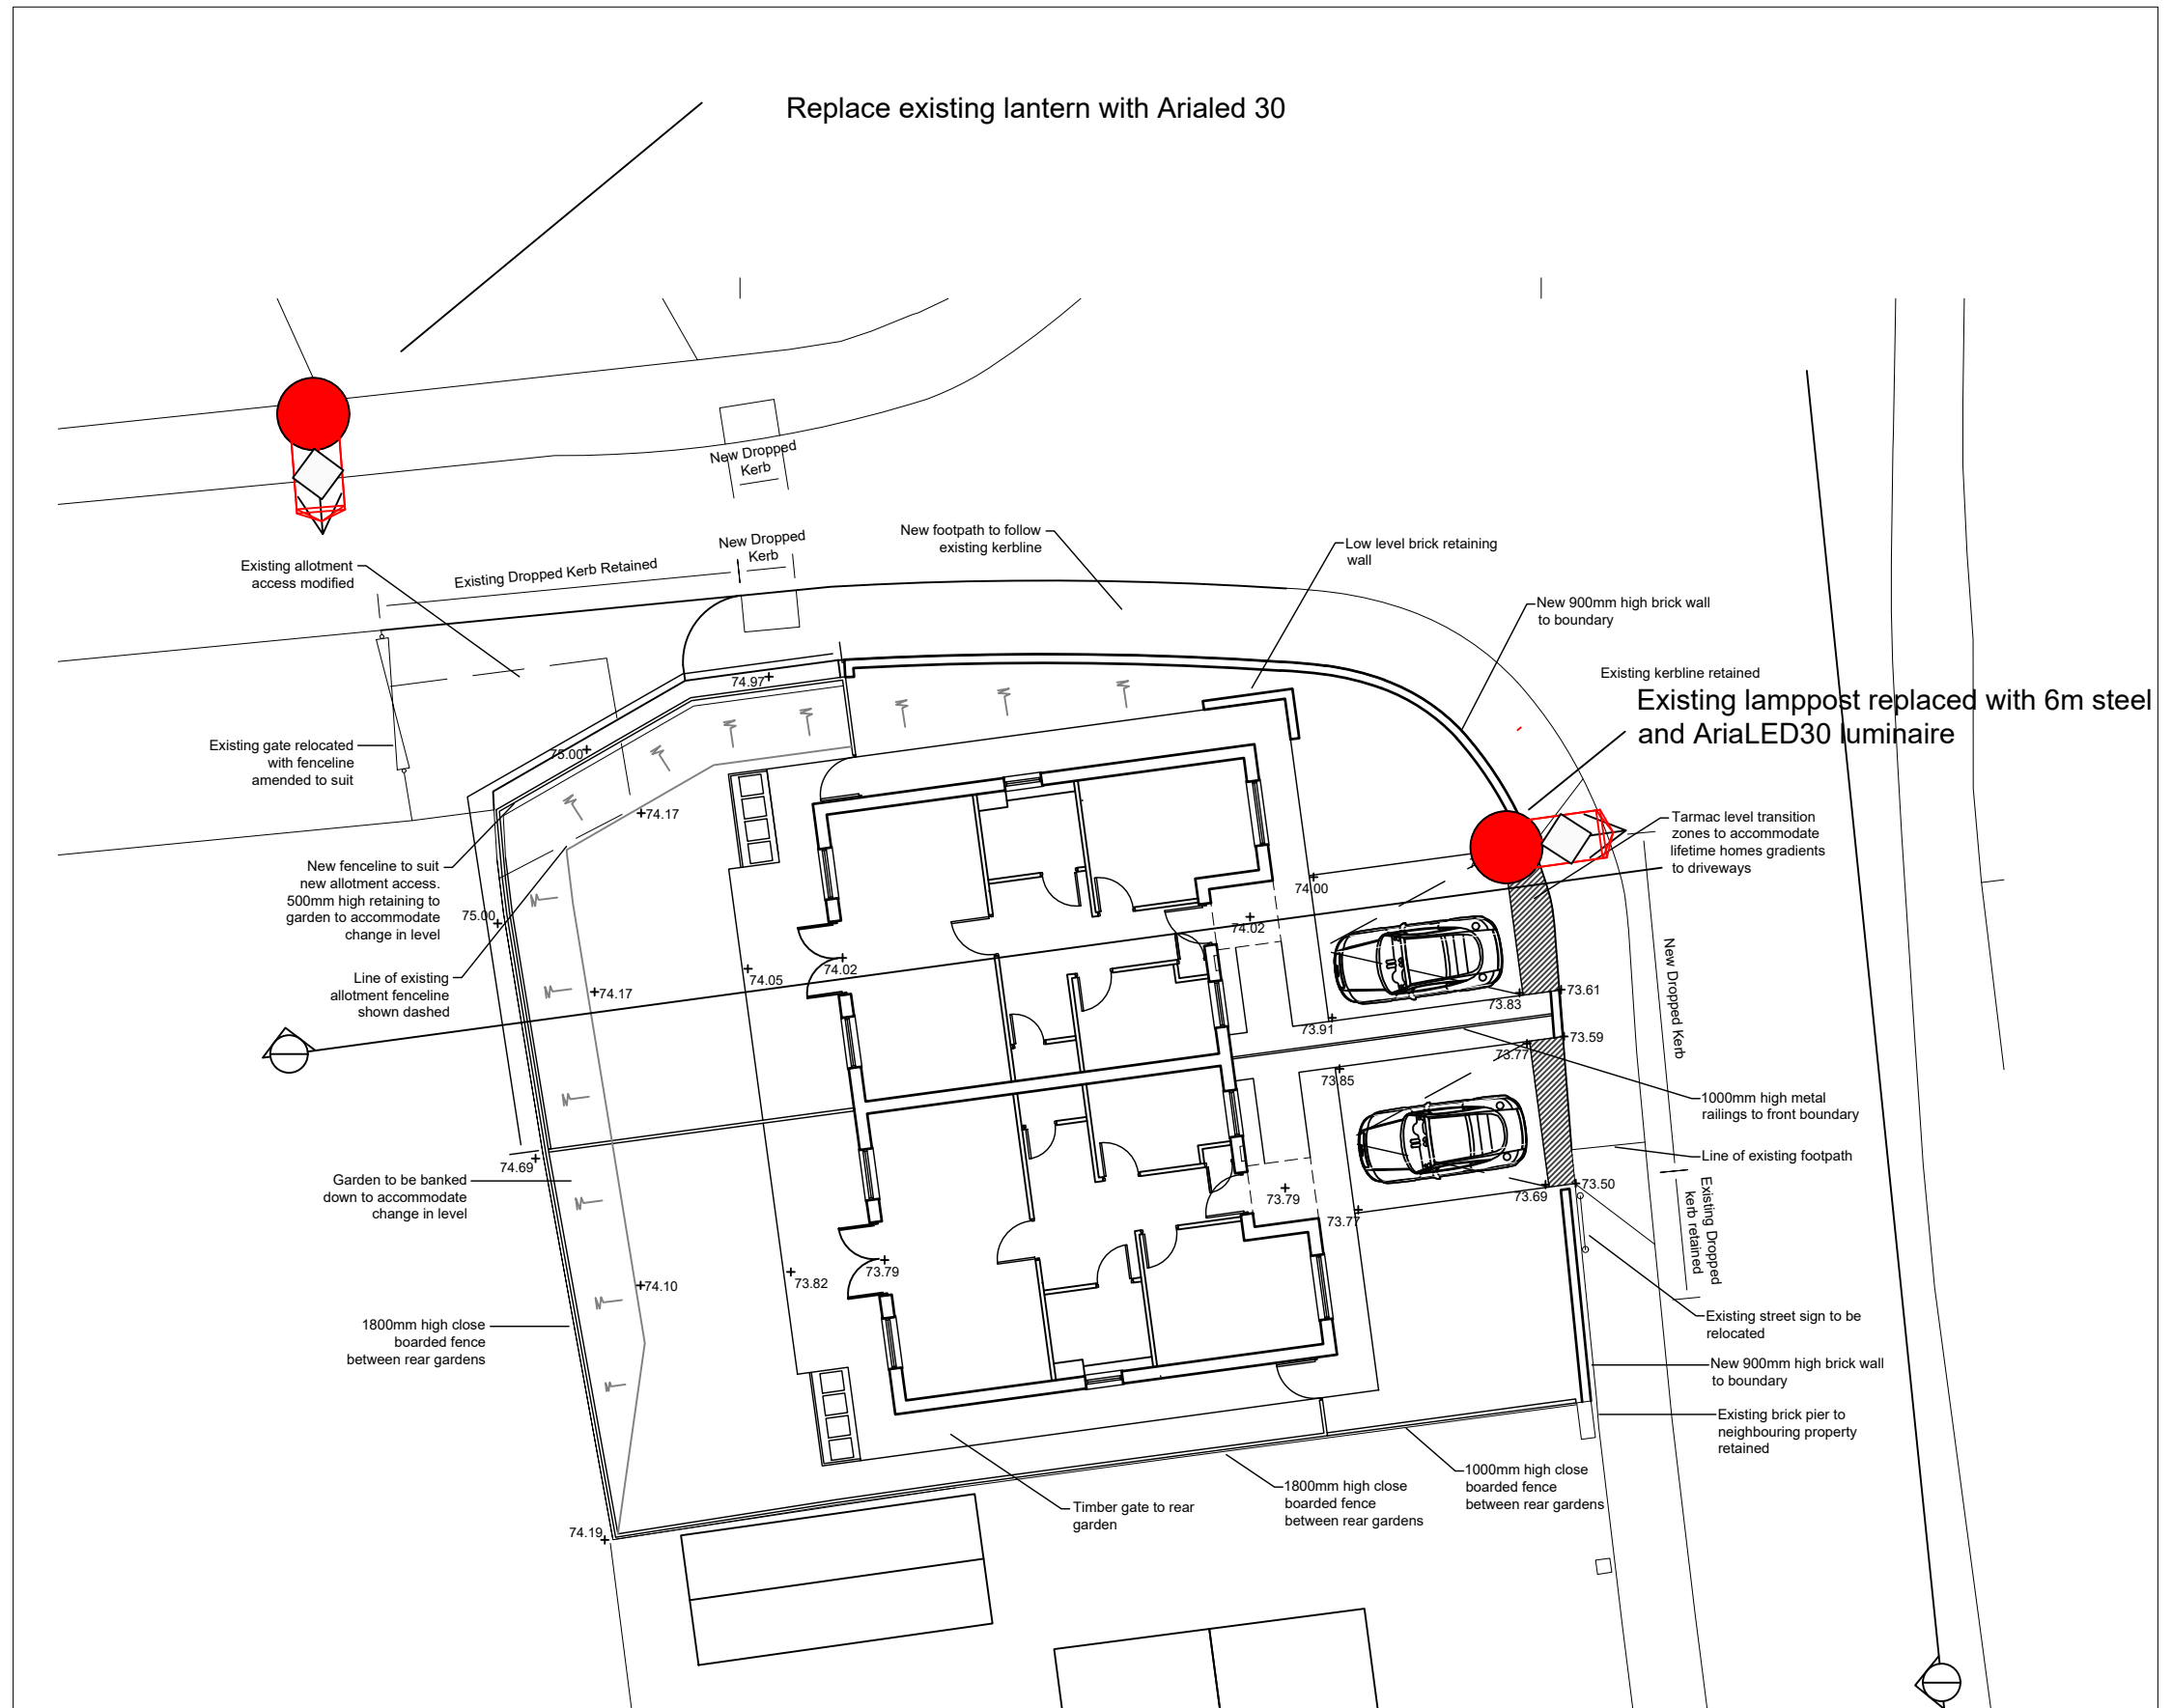 Replace existing lantern with Arialed 30
New Dropped
Kerb
New Dropped
Kerb
Existing Dropped Kerb Retained
Existing allotment
access modified
New footpath to follow
existing kerbline
Low level brick retaining
wall
New 900mm high brick wall
to boundary
Existing kerbline retained
Existing lamppost replaced with 6m steel
and AriaLED30 luminaire
74.97
75.00
Existing gate relocated
with fenceline
amended to suit
74.17
Tarmac level transition
zones to accommodate
lifetime homes gradients
to driveways
New fenceline to suit
new allotment access.
500mm high retaining to
garden to accommodate
change in level
74.00
75.00
74.02
Line of existing
allotment fenceline
shown dashed
74.02
74.05
74.17
73.83
73.61
73.91
73.59
73.77
New Dropped Kerb
73.85
1000mm high metal
railings to front boundary
Line of existing footpath
74.69
Garden to be banked
down to accommodate
change in level
73.79
73.69
73.50
73.77
Existing Dropped
kerb retained
73.79
73.82
74.10
1800mm high close
boarded fence
between rear gardens
Existing street sign to be
relocated
New 900mm high brick wall
to boundary
Existing brick pier to
neighbouring property
retained
1000mm high close
boarded fence
between rear gardens
1800mm high close
boarded fence
between rear gardens
Timber gate to rear
garden
74.19